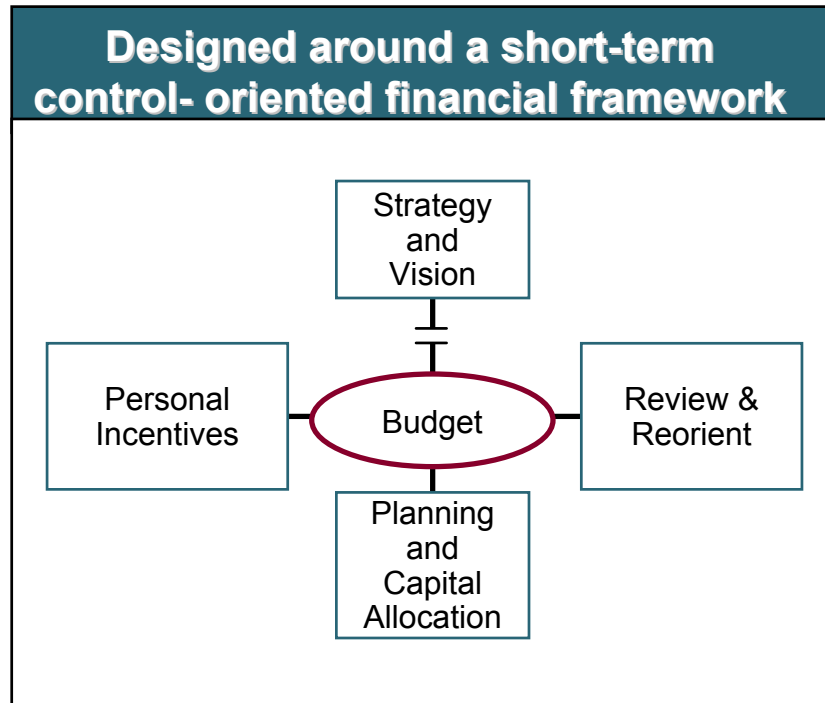 Designed around a short-term
control- oriented financial framework
Strategy
and
Vision
Personal
Incentives
Budget
Review &
Reorient
Planning
and
Capital
Allocation